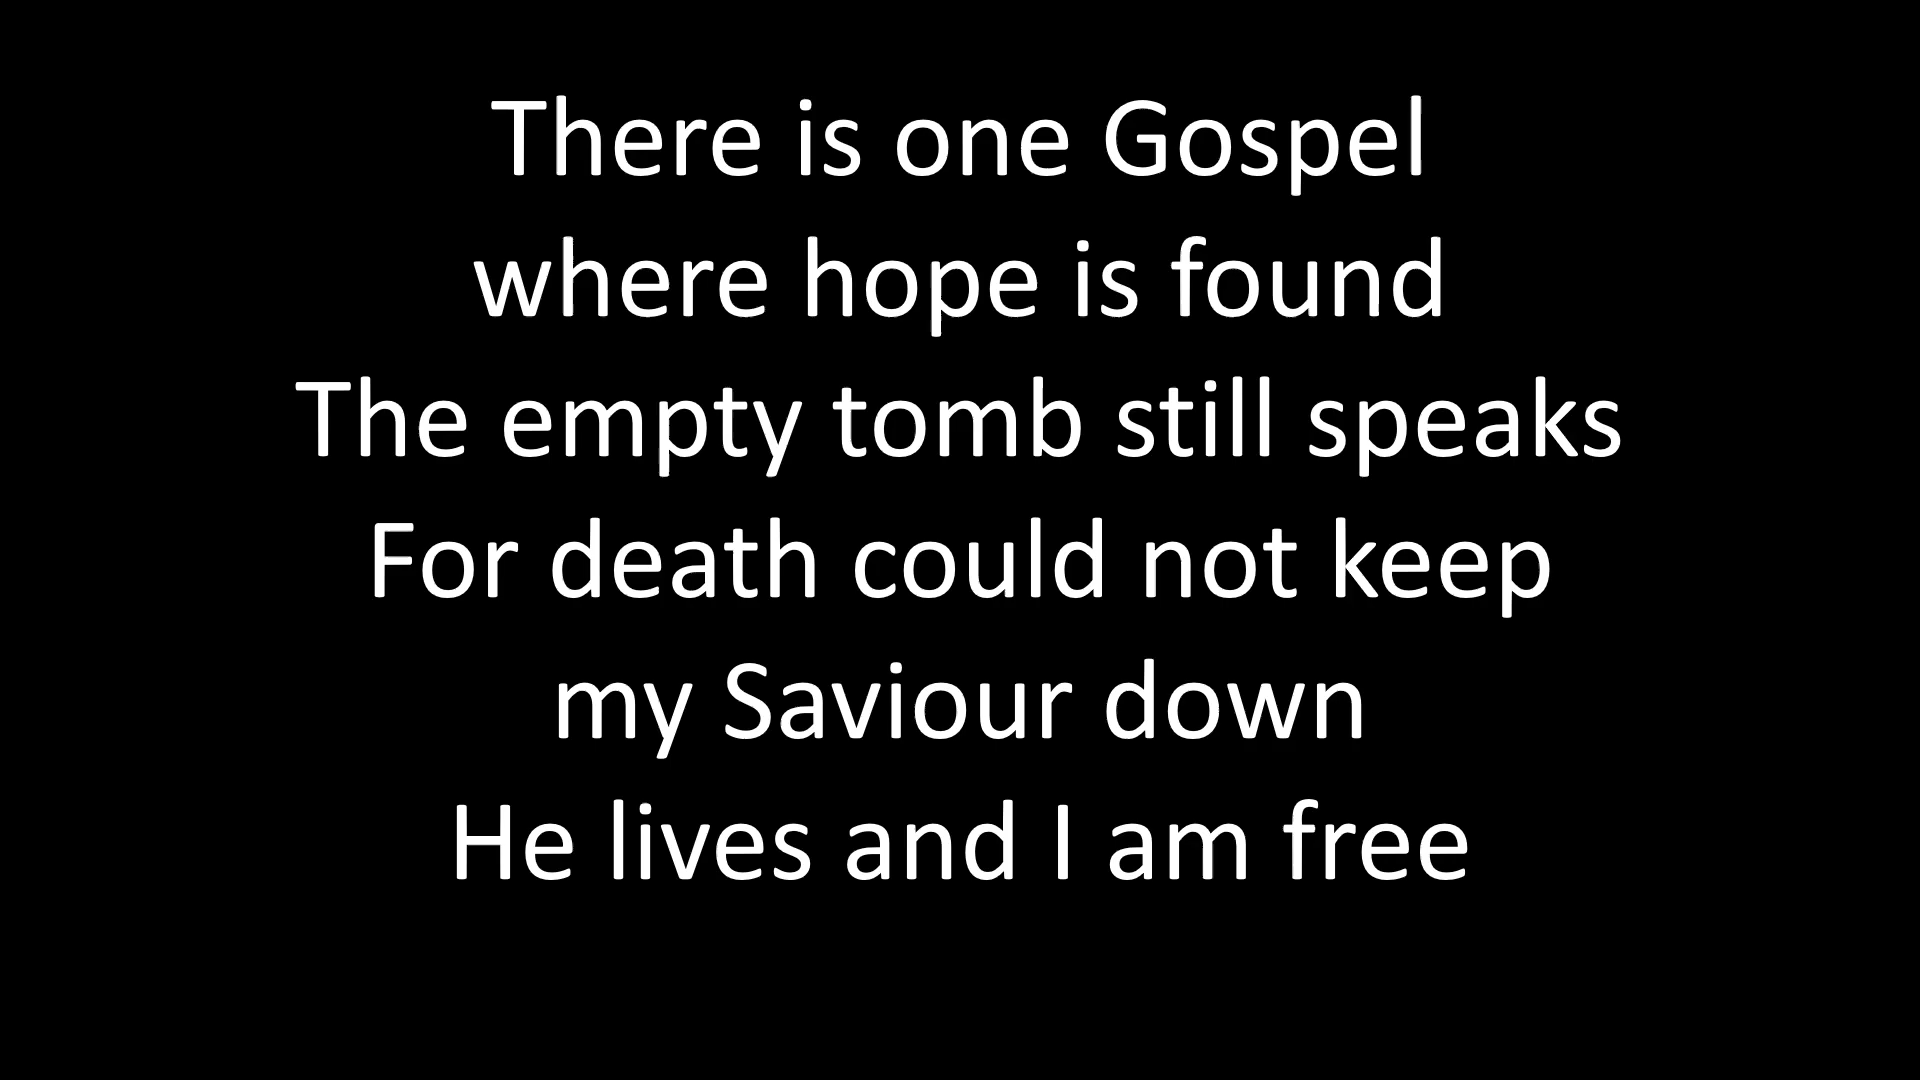 There is one Gospel
where hope is found
The empty tomb still speaks
For death could not keep
my Saviour down
He lives and I am free